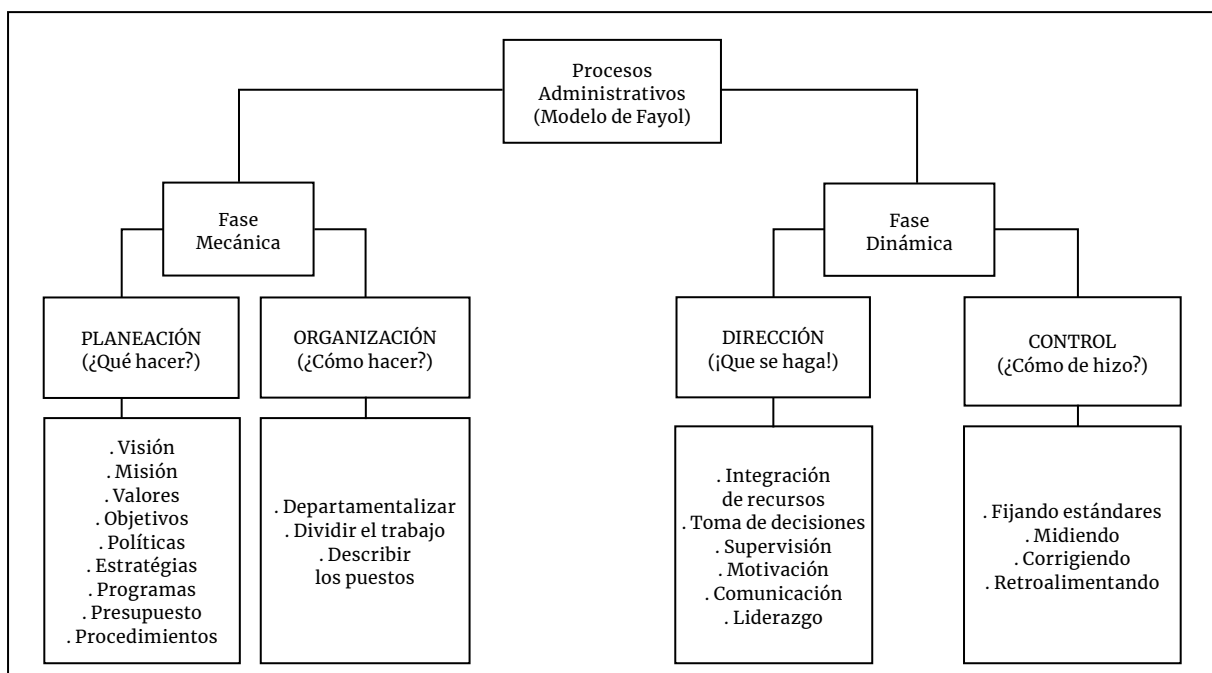 Procesos
Administrativos
(Modelo de Fayol)
Fase
Mecánica
Fase
Dinámica
PLANEACIÓN
(¿Qué hacer?)
ORGANIZACIÓN
(¿Cómo hacer?)
DIRECCIÓN
(¡Que se haga!)
CONTROL
(¿Cómo de hizo?)
. Visión
. Misión
. Valores
. Objetivos
. Políticas
. Estratégias
. Programas
. Presupuesto
. Procedimientos
. Departamentalizar
. Dividir el trabajo
. Describir
los puestos
. Integración
de recursos
. Toma de decisiones
. Supervisión
. Motivación
. Comunicación
. Liderazgo
. Fijando estándares
. Midiendo
. Corrigiendo
. Retroalimentando